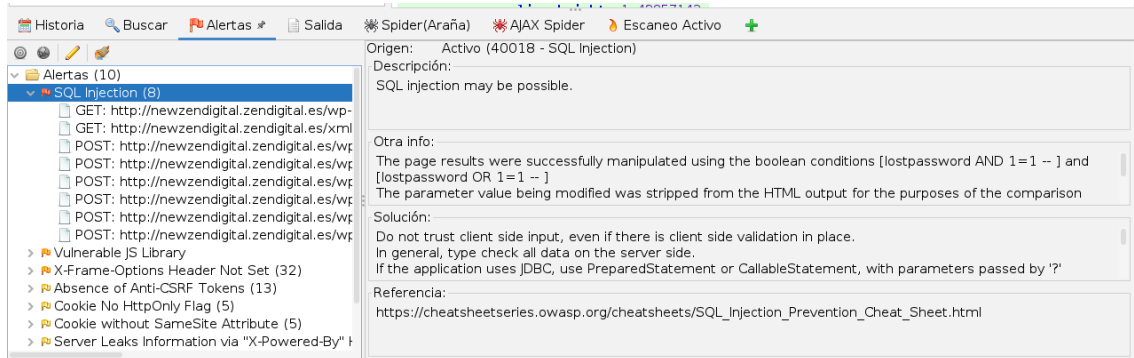 Historia Buscar Alertas Salida Spider(Araña) AJAX Spider Escaneo Activo
Alertas (10)
SQL Injection (8)
GET: http://newzendigital.zendigital.es/wp-
GET: http://newzendigital.zendigital.es/xml
POST: http://newzendigital.zendigital.es/wp
POST: http://newzendigital.zendigital.es/wp
POST: http://newzendigital.zendigital.es/wp
POST: http://newzendigital.zendigital.es/wp
POST: http://newzendigital.zendigital.es/wp
POST: http://newzendigital.zendigital.es/wp
Vulnerable JS Library
X-Frame-Options Header Not Set (32)
Absence of Anti-CSRF Tokens (13)
Cookie No HttpOnly Flag (5)
Cookie without SameSite Attribute (5)
Server Leaks Information via "X-Powered-By"
Origen: Activo (40018 - SQL Injection)
Descripción:
SQL injection may be possible.
Otra info:
The page results were successfully manipulated using the boolean conditions [lostpassword AND 1=1 -- ] and
[lostpassword OR 1=1 -- ]
The parameter value being modified was stripped from the HTML output for the purposes of the comparison
Solución:
Do not trust client side input, even if there is client side validation in place.
In general, type check all data on the server side.
If the application uses JDBC, use PreparedStatement or CallableStatement, with parameters passed by '?'
Referencia:
https://cheatsheetseries.owasp.org/cheatsheets/SQL_Injection_Prevention_Cheat_Sheet.html